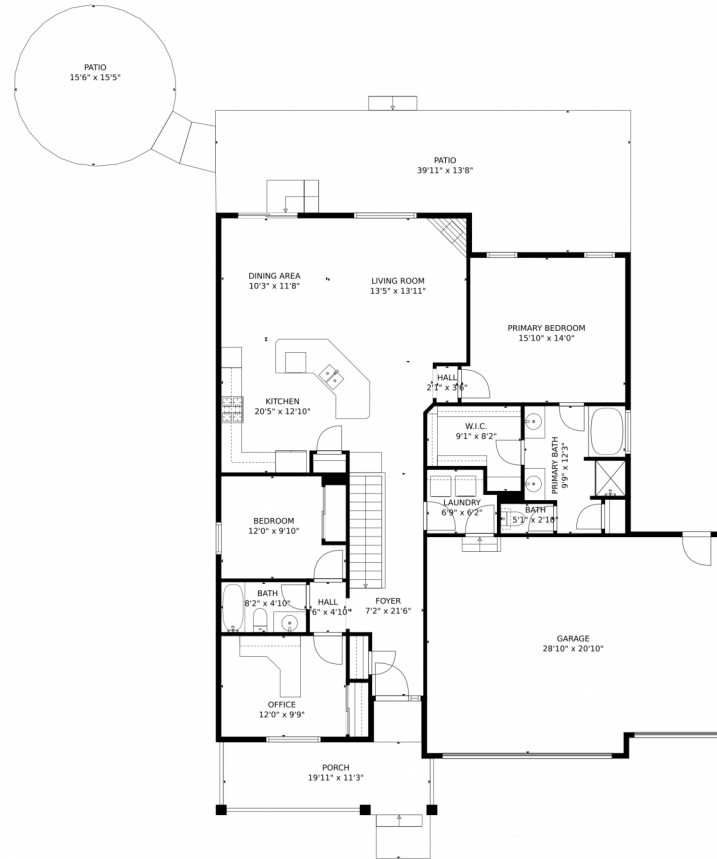 PATIO
15'6" x 15'5"
PATIO
39'11" x 13'8"
DINING AREA
10'3" x 11'8"
LIVING ROOM
13'5" x 13'11"
PRIMARY BEDROOM
15'10" x 14'0"
HALL
2'1" x 3'6"
KITCHEN
20'5" x 12'10"
W.I.C.
9'1" x 8'2"
PRIMARY BATH
9'9" x 12'3"
LAUNDRY
6'9" x 6'2"
BATH
5'1" x 2'10"
BEDROOM
12'0" x 9'10"
BATH
8'2" x 4'10"
HALL
6" x 4'10"
FOYER
7'2" x 21'6"
GARAGE
28'10" x 20'10"
OFFICE
12'0" x 9'9"
PORCH
19'11" x 11'3"